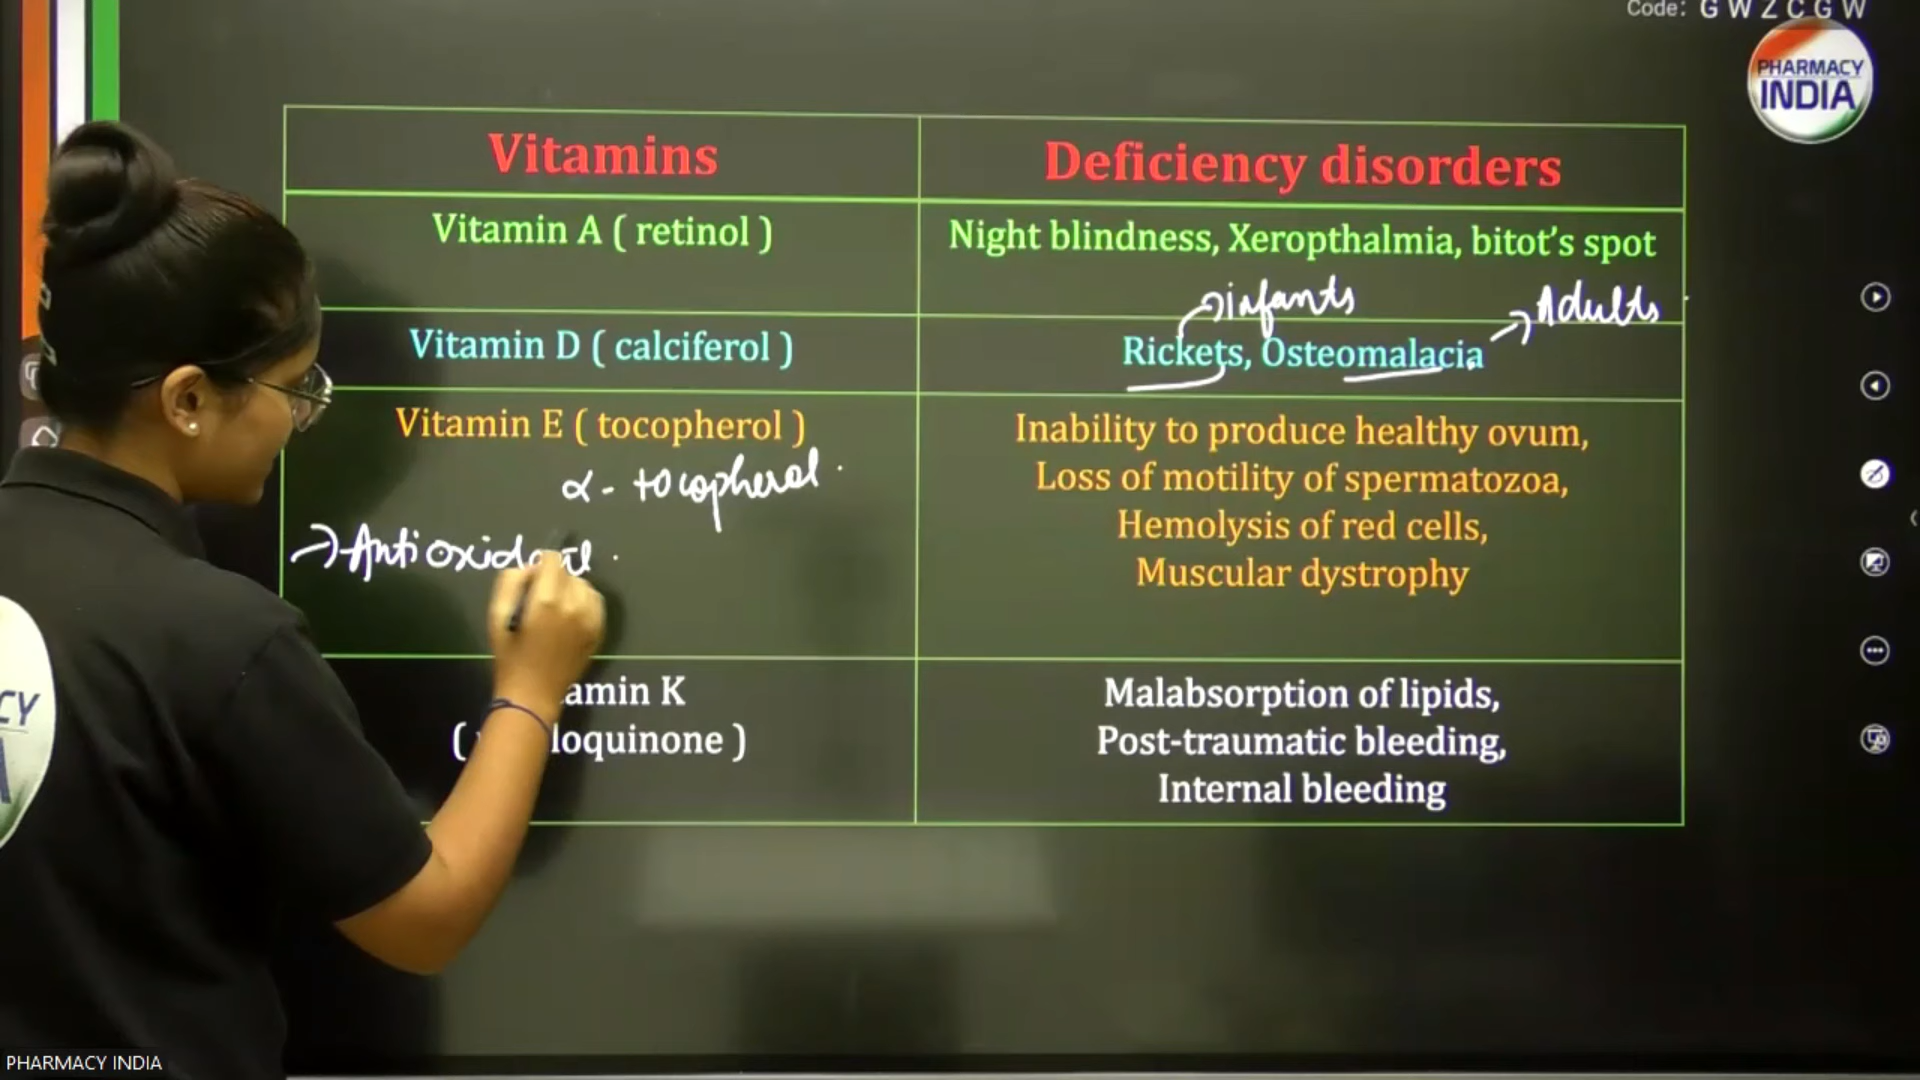 Code: G W Z C G W
PHARMACY
INDIA
Vitamins
Deficiency disorders
Vitamin A ( retinol )
Night blindness, Xeropthalmia, bitot's spot
infants
Adults
Vitamin D ( calciferol )
Rickets, Osteomalacia
Vitamin E ( tocopherol )
α - tocopherol
Antioxidant
Inability to produce healthy ovum,
Loss of motility of spermatozoa,
Hemolysis of red cells,
Muscular dystrophy
amin K
( loquinone )
Malabsorption of lipids,
Post-traumatic bleeding,
Internal bleeding
CY
PHARMACY INDIA